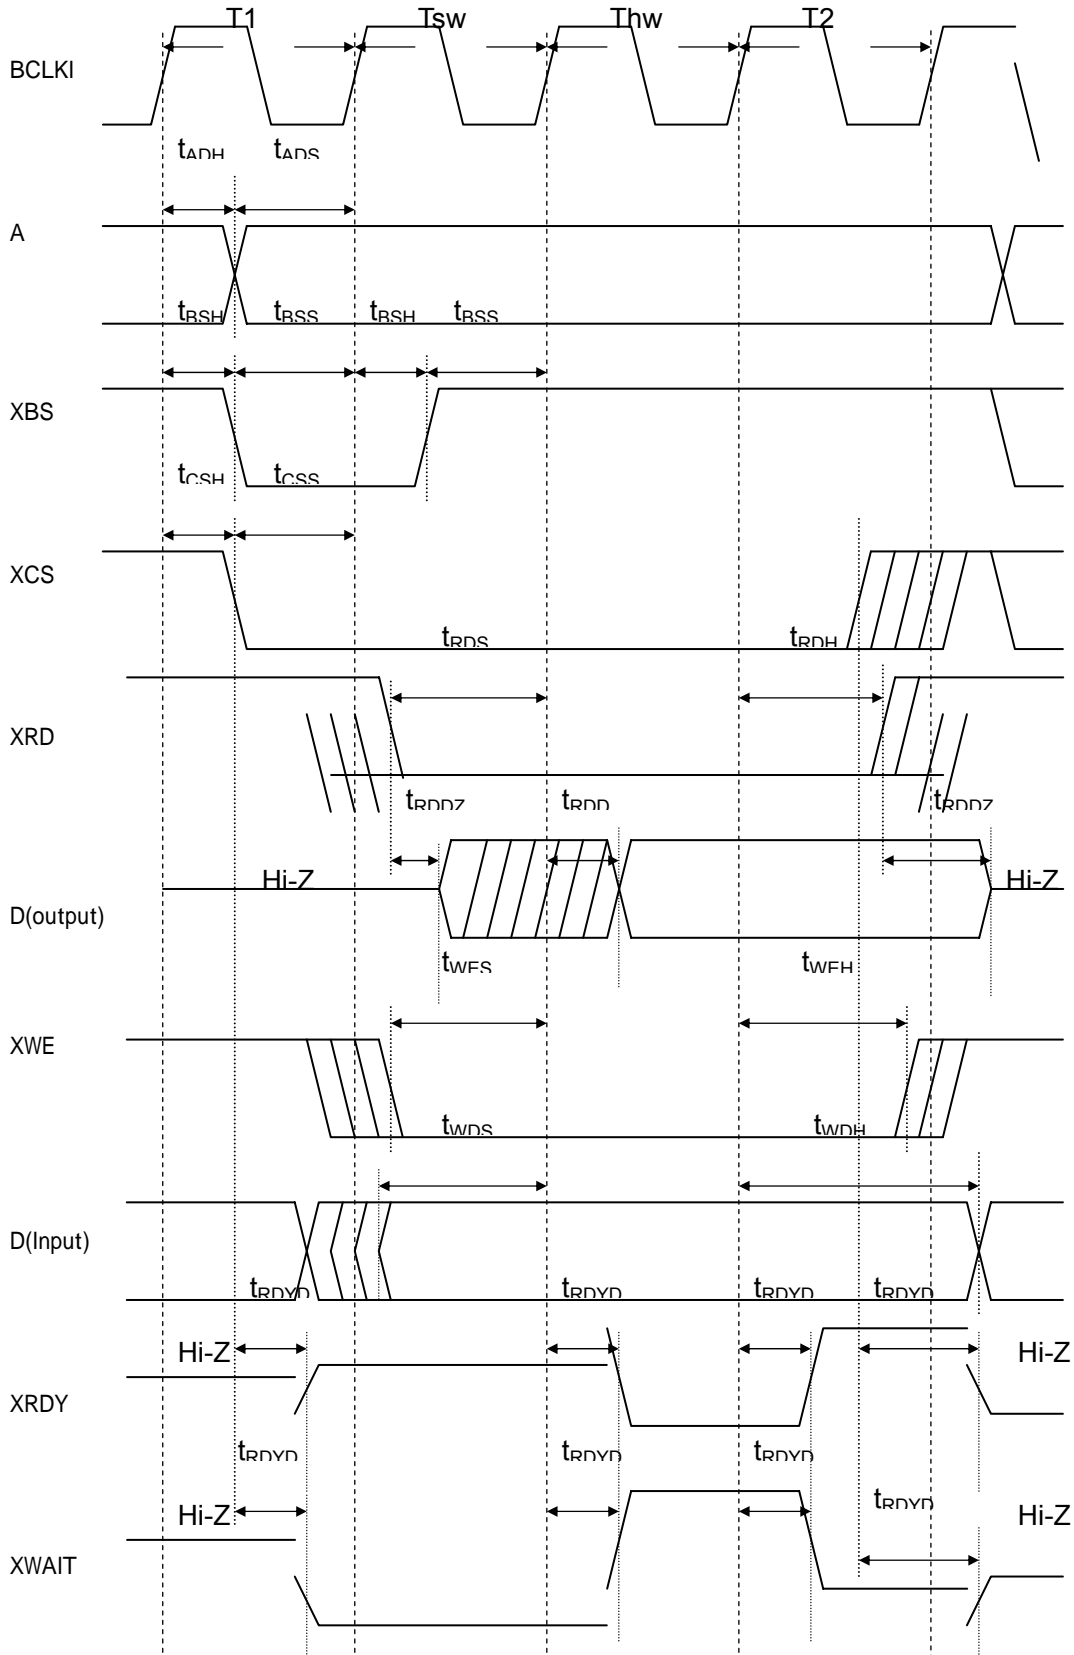 T1 Tsw Thw T2
BCLKI
tADH tADS
A
tBSH tBSS tBSH tBSS
XBS
tCSH tCSS
XCS
tRDS tRDH
XRD
tRDDZ tRDD tRDDZ
Hi-Z Hi-Z
D(output)
tWES tWEH
XWE
tWDS tWDH
D(Input)
tRDYD tRDYD tRDYD tRDYD
Hi-Z Hi-Z
XRDY
tRDYD tRDYD tRDYD
tRDYD
Hi-Z Hi-Z
XWAIT